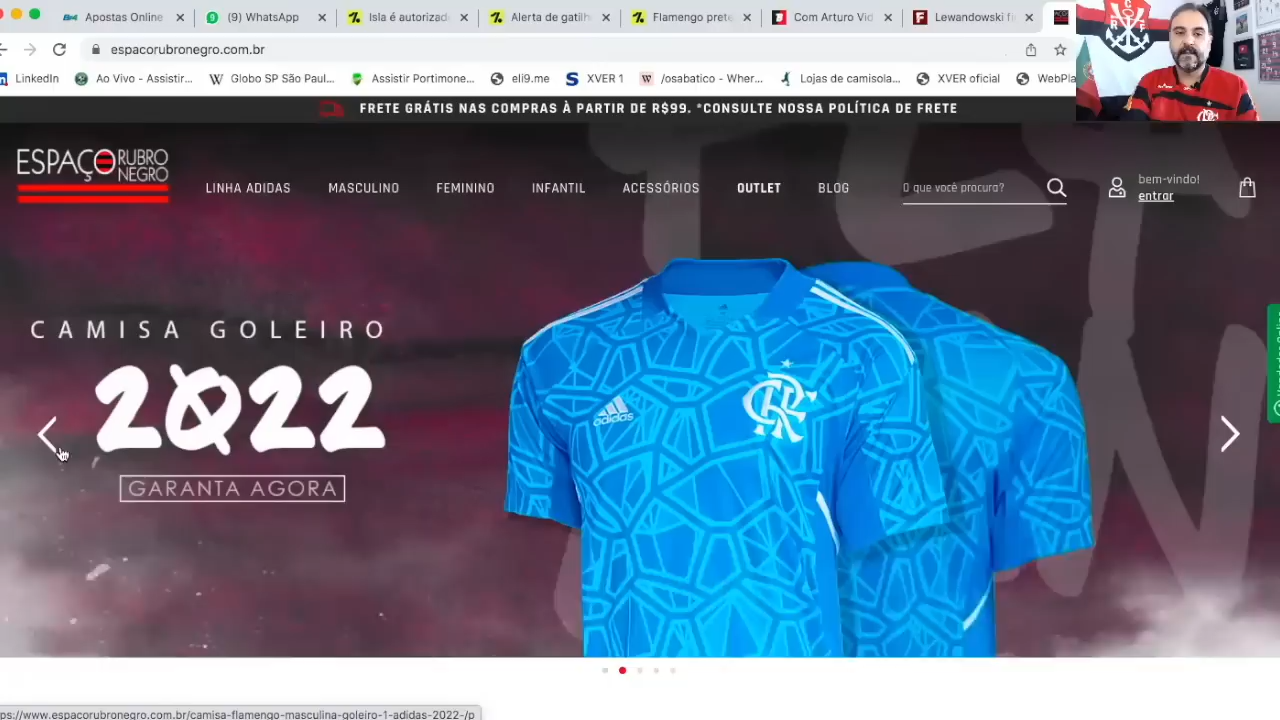 Apostas Online
(9) WhatsApp
Isla é autorizad
Alerta de gatilh
Flamengo prete
Com Arturo Vid
Lewandowski fi
espacorubronegro.com.br
LinkedIn
Ao Vivo - Assistir...
Globo SP São Paul...
Assistir Portimone...
eli9.me
XVER 1
/osabatico - Wher...
Lojas de camisola...
XVER oficial
WebPla
FRETE GRÁTIS NAS COMPRAS À PARTIR DE R$99. *CONSULTE NOSSA POLÍTICA DE FRETE
ESPAÇO RUBRO NEGRO
LINHA ADIDAS
MASCULINO
FEMININO
INFANTIL
ACESSÓRIOS
OUTLET
BLOG
O que você procura?
bem-vindo!
entrar
CAMISA GOLEIRO
2022
GARANTA AGORA
adidas
CRF
ps://www.espacorubronegro.com.br/camisa-flamengo-masculina-goleiro-1-adidas-2022-/p